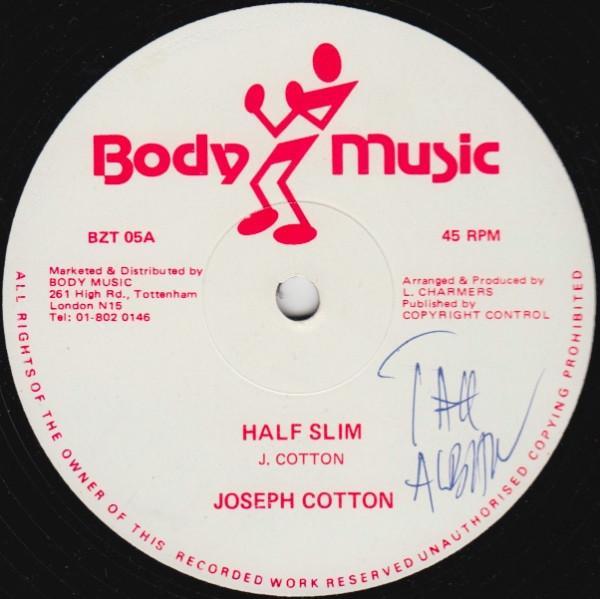 Body Music
BZT 05A
45 RPM
Marketed & Distributed by
BODY MUSIC
261 High Rd., Tottenham
London N15
Tel: 01-802 0146
Arranged & Produced by
L. CHARMERS
Published by
COPYRIGHT CONTROL
HALF SLIM
J. COTTON
JOSEPH COTTON
ALL RIGHTS OF THE OWNER OF THIS RECORDED WORK RESERVED UNAUTHORISED COPYING PROHIBITED